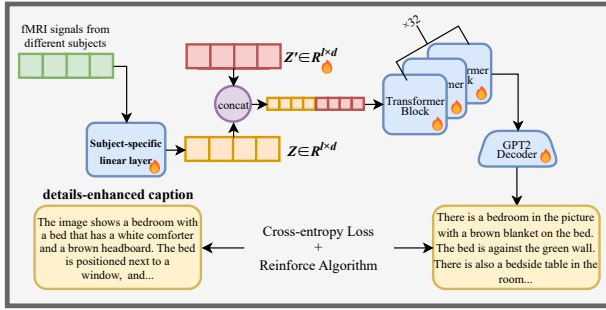 fMRI signals from
different subjects
Subject-specific
linear layer
Z'∈R^{l×d}
concat
Z∈R^{l×d}
×32
Transformer
Block
rmer
rmer
ck
GPT2
Decoder
details-enhanced caption
The image shows a bedroom with
a bed that has a white comforter
and a brown headboard. The bed
is positioned next to a
window, and...
Cross-entropy Loss
+
Reinforce Algorithm
There is a bedroom in the picture
with a brown blanket on the bed.
The bed is against the green wall.
There is also a bedside table in the
room...